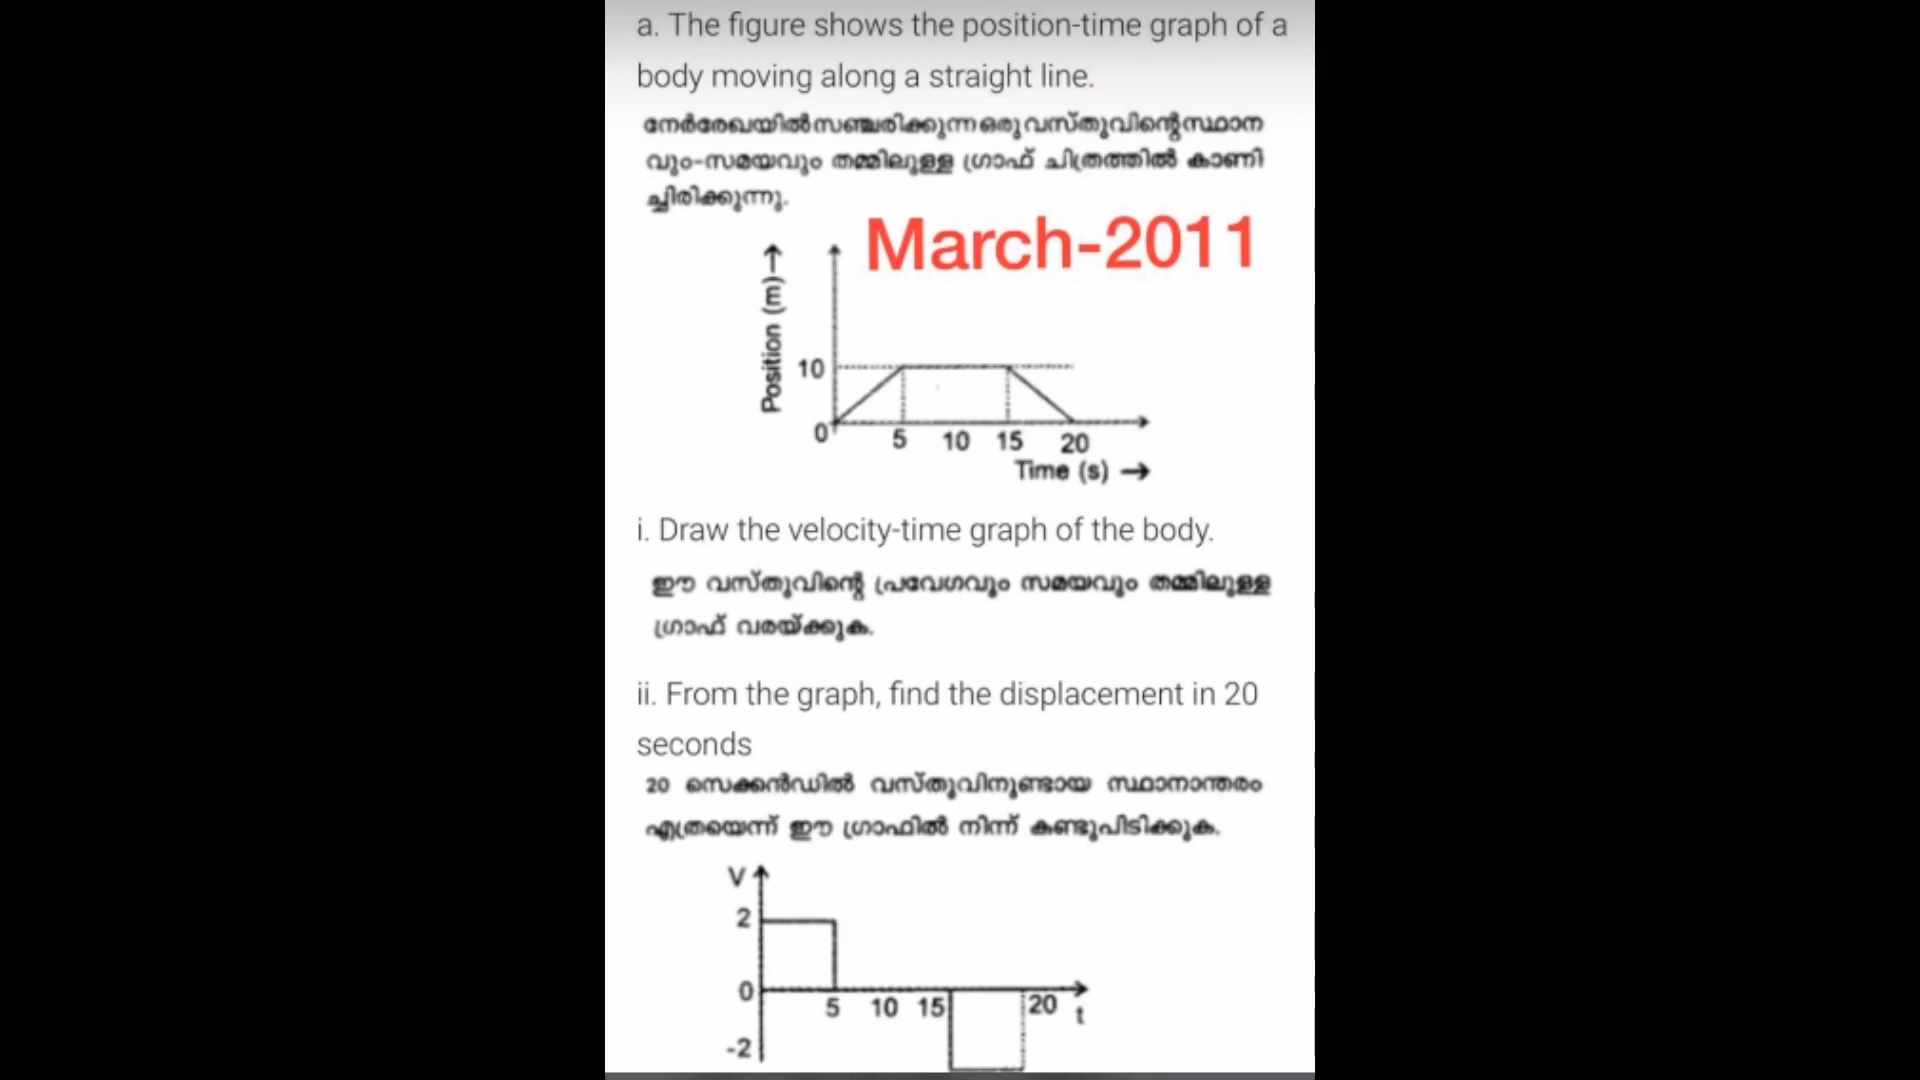 a. The figure shows the position-time graph of a
body moving along a straight line.
നേർരേഖയിൽ സഞ്ചരിക്കുന്ന ഒരു വസ്തുവിന്റെ സ്ഥാന
വും-സമയവും തമ്മിലുള്ള ഗ്രാഫ് ചിത്രത്തിൽ കാണി
ച്ചിരിക്കുന്നു.
March-2011
Position (m)→
10
0
5 10 15 20
Time (s) →
i. Draw the velocity-time graph of the body.
ഈ വസ്തുവിന്റെ പ്രവേഗവും സമയവും തമ്മിലുള്ള
ഗ്രാഫ് വരയ്ക്കുക.
ii. From the graph, find the displacement in 20
seconds
20 സെക്കൻഡിൽ വസ്തുവിനുണ്ടായ സ്ഥാനാന്തരം
എത്രയെന്ന് ഈ ഗ്രാഫിൽ നിന്ന് കണ്ടുപിടിക്കുക.
V
2
0
5 10 15 20 t
-2